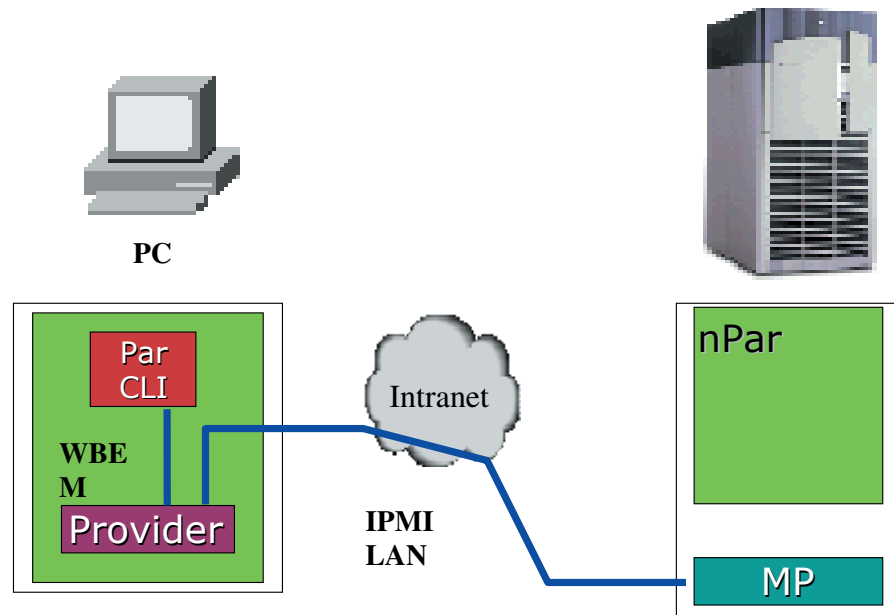 PC
Par
CLI
WBE
M
Provider
Intranet
IPMI
LAN
nPar
MP